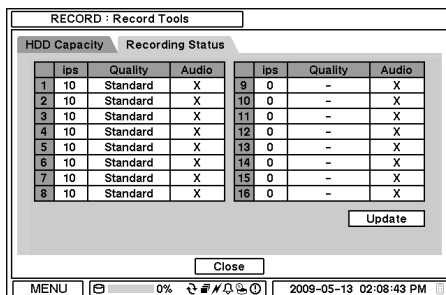 RECORD : Record Tools
HDD Capacity Recording Status
ips Quality Audio ips Quality Audio
1 10 Standard X 9 0 – X
2 10 Standard X 10 0 – X
3 10 Standard X 11 0 – X
4 10 Standard X 12 0 – X
5 10 Standard X 13 0 – X
6 10 Standard X 14 0 – X
7 10 Standard X 15 0 – X
8 10 Standard X 16 0 – X
Update
Close
MENU 0% 2009-05-13 02:08:43 PM